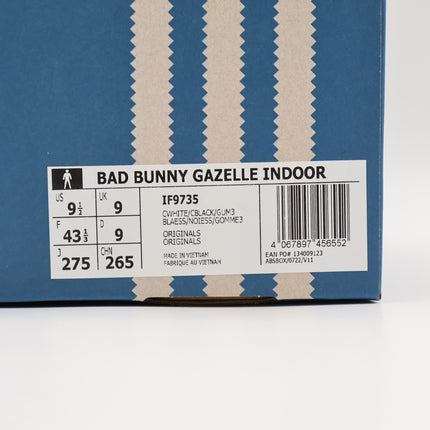 BAD BUNNY GAZELLE INDOOR
US 9½ UK 9
F 43⅓ D 9
J 275 CHN 265
IF9735
CWHITE/CBLACK/GUM3
BLAESS/NOIESS/GOMME3
ORIGINALS
ORIGINALS
MADE IN VIETNAM
FABRIQUE AU VIETNAM
4 067897 456552
EAN PO# 134009123
ABSBOX/0722/V11